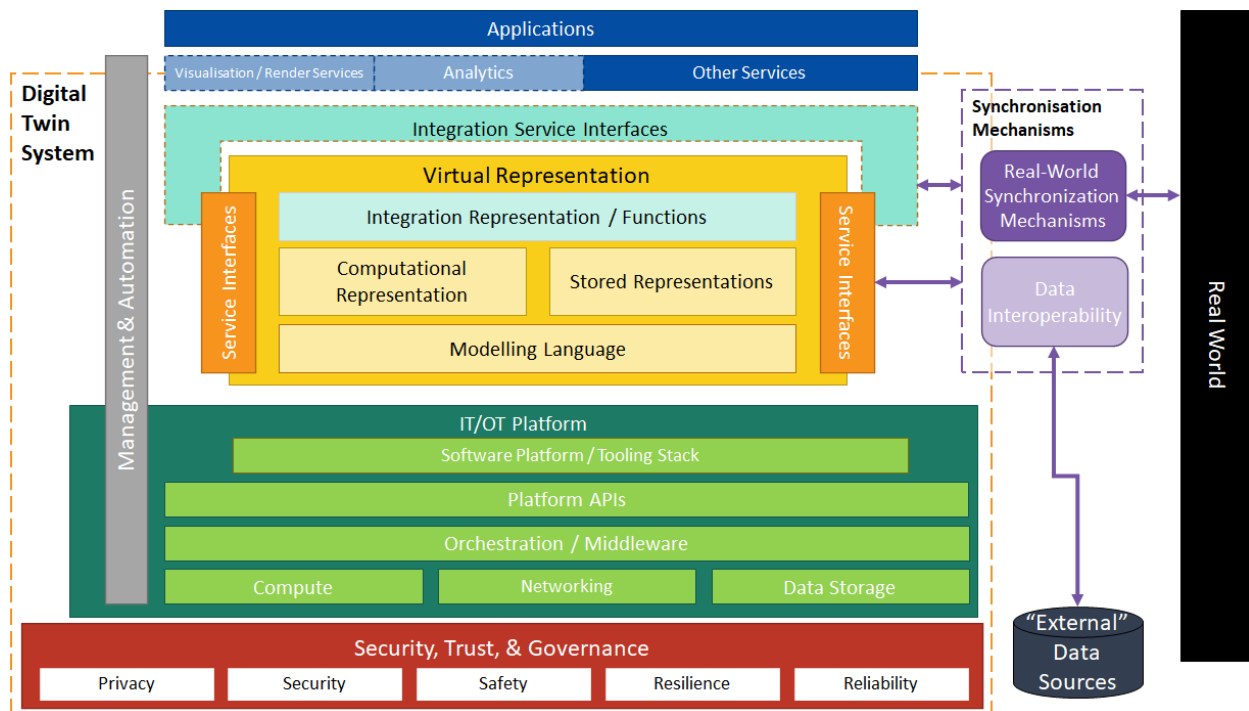 Applications
Visualisation / Render Services
Analytics
Other Services
Digital
Twin
System
Management & Automation
Integration Service Interfaces
Virtual Representation
Integration Representation / Functions
Computational
Representation
Stored Representations
Modelling Language
Service Interfaces
Service Interfaces
Synchronisation
Mechanisms
Real-World
Synchronization
Mechanisms
Data
Interoperability
Real World
IT/OT Platform
Software Platform / Tooling Stack
Platform APIs
Orchestration / Middleware
Compute
Networking
Data Storage
"External"
Data
Sources
Security, Trust, & Governance
Privacy
Security
Safety
Resilience
Reliability